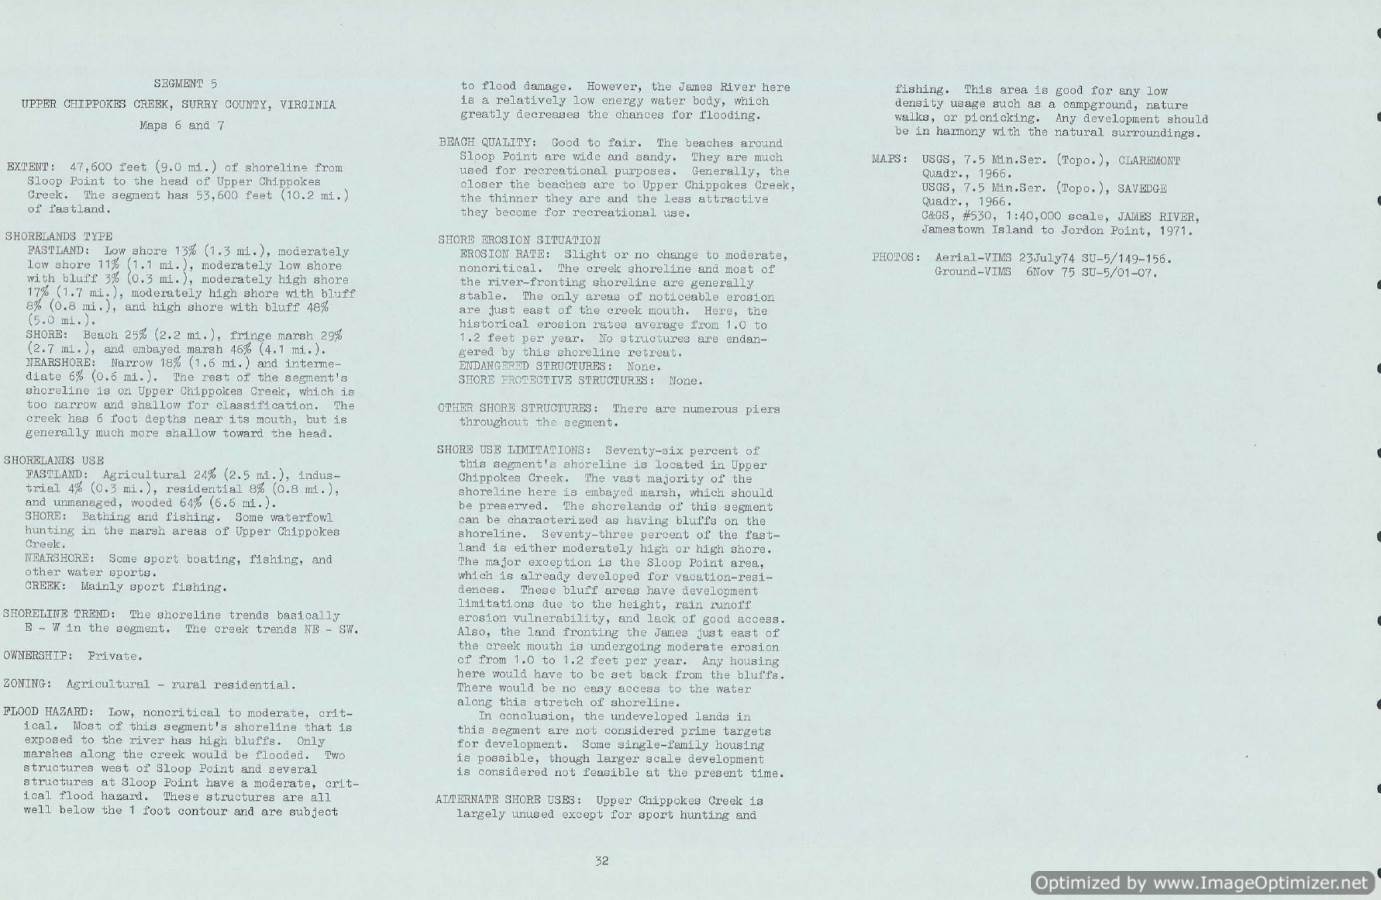 SEGMENT 5
UPPER CHIPPOKES CREEK, SURRY COUNTY, VIRGINIA
Maps 6 and 7
EXTENT: 47,600 feet (9.0 mi.) of shoreline from
Sloop Point to the head of Upper Chippokes
Creek. The segment has 53,600 feet (10.2 mi.)
of fastland.
SHORELANDS TYPE
FASTLAND: Low shore 13% (1.3 mi.), moderately
low shore 11% (1.1 mi.), moderately low shore
with bluff 3% (0.3 mi.), moderately high shore
17% (1.7 mi.), moderately high shore with bluff
8% (0.8 mi.), and high shore with bluff 48%
(5.0 mi.).
SHORE: Beach 25% (2.2 mi.), fringe marsh 29%
(2.7 mi.), and embayed marsh 46% (4.1 mi.).
NEARSHORE: Narrow 18% (1.6 mi.) and interme-
diate 6% (0.6 mi.). The rest of the segment's
shoreline is on Upper Chippokes Creek, which is
too narrow and shallow for classification. The
creek has 6 foot depths near its mouth, but is
generally much more shallow toward the head.
SHORELANDS USE
FASTLAND: Agricultural 24% (2.5 mi.), indus-
trial 4% (0.3 mi.), residential 8% (0.8 mi.),
and unmanaged, wooded 64% (6.6 mi.).
SHORE: Bathing and fishing. Some waterfowl
hunting in the marsh areas of Upper Chippokes
Creek.
NEARSHORE: Some sport boating, fishing, and
other water sports.
CREEK: Mainly sport fishing.
SHORELINE TREND: The shoreline trends basically
E - W in the segment. The creek trends NE - SW.
OWNERSHIP: Private.
ZONING: Agricultural - rural residential.
FLOOD HAZARD: Low, noncritical to moderate, crit-
ical. Most of this segment's shoreline that is
exposed to the river has high bluffs. Only
marshes along the creek would be flooded. Two
structures west of Sloop Point and several
structures at Sloop Point have a moderate, crit-
ical flood hazard. These structures are all
well below the 1 foot contour and are subject
to flood damage. However, the James River here
is a relatively low energy water body, which
greatly decreases the chances for flooding.
BEACH QUALITY: Good to fair. The beaches around
Sloop Point are wide and sandy. They are much
used for recreational purposes. Generally, the
closer the beaches are to Upper Chippokes Creek,
the thinner they are and the less attractive
they become for recreational use.
SHORE EROSION SITUATION
EROSION RATE: Slight or no change to moderate,
noncritical. The creek shoreline and most of
the river-fronting shoreline are generally
stable. The only areas of noticeable erosion
are just east of the creek mouth. Here, the
historical erosion rates average from 1.0 to
1.2 feet per year. No structures are endan-
gered by this shoreline retreat.
ENDANGERED STRUCTURES: None.
SHORE PROTECTIVE STRUCTURES: None.
OTHER SHORE STRUCTURES: There are numerous piers
throughout the segment.
SHORE USE LIMITATIONS: Seventy-six percent of
this segment's shoreline is located in Upper
Chippokes Creek. The vast majority of the
shoreline here is embayed marsh, which should
be preserved. The shorelands of this segment
can be characterized as having bluffs on the
shoreline. Seventy-three percent of the fast-
land is either moderately high or high shore.
The major exception is the Sloop Point area,
which is already developed for vacation-resi-
dences. These bluff areas have development
limitations due to the height, rain runoff
erosion vulnerability, and lack of good access.
Also, the land fronting the James just east of
the creek mouth is undergoing moderate erosion
of from 1.0 to 1.2 feet per year. Any housing
here would have to be set back from the bluffs.
There would be no easy access to the water
along this stretch of shoreline.
In conclusion, the undeveloped lands in
this segment are not considered prime targets
for development. Some single-family housing
is possible, though larger scale development
is considered not feasible at the present time.
ALTERNATE SHORE USES: Upper Chippokes Creek is
largely unused except for sport hunting and
fishing. This area is good for any low
density usage such as a campground, nature
walks, or picnicking. Any development should
be in harmony with the natural surroundings.
MAPS: USGS, 7.5 Min.Ser. (Topo.), CLAREMONT
Quadr., 1966.
USGS, 7.5 Min.Ser. (Topo.), SAVEDGE
Quadr., 1966.
C&GS, #530, 1:40,000 scale, JAMES RIVER,
Jamestown Island to Jordon Point, 1971.
PHOTOS: Aerial-VIMS 23July74 SU-5/149-156.
Ground-VIMS 6Nov 75 SU-5/01-07.
32
Optimized by www.ImageOptimizer.net